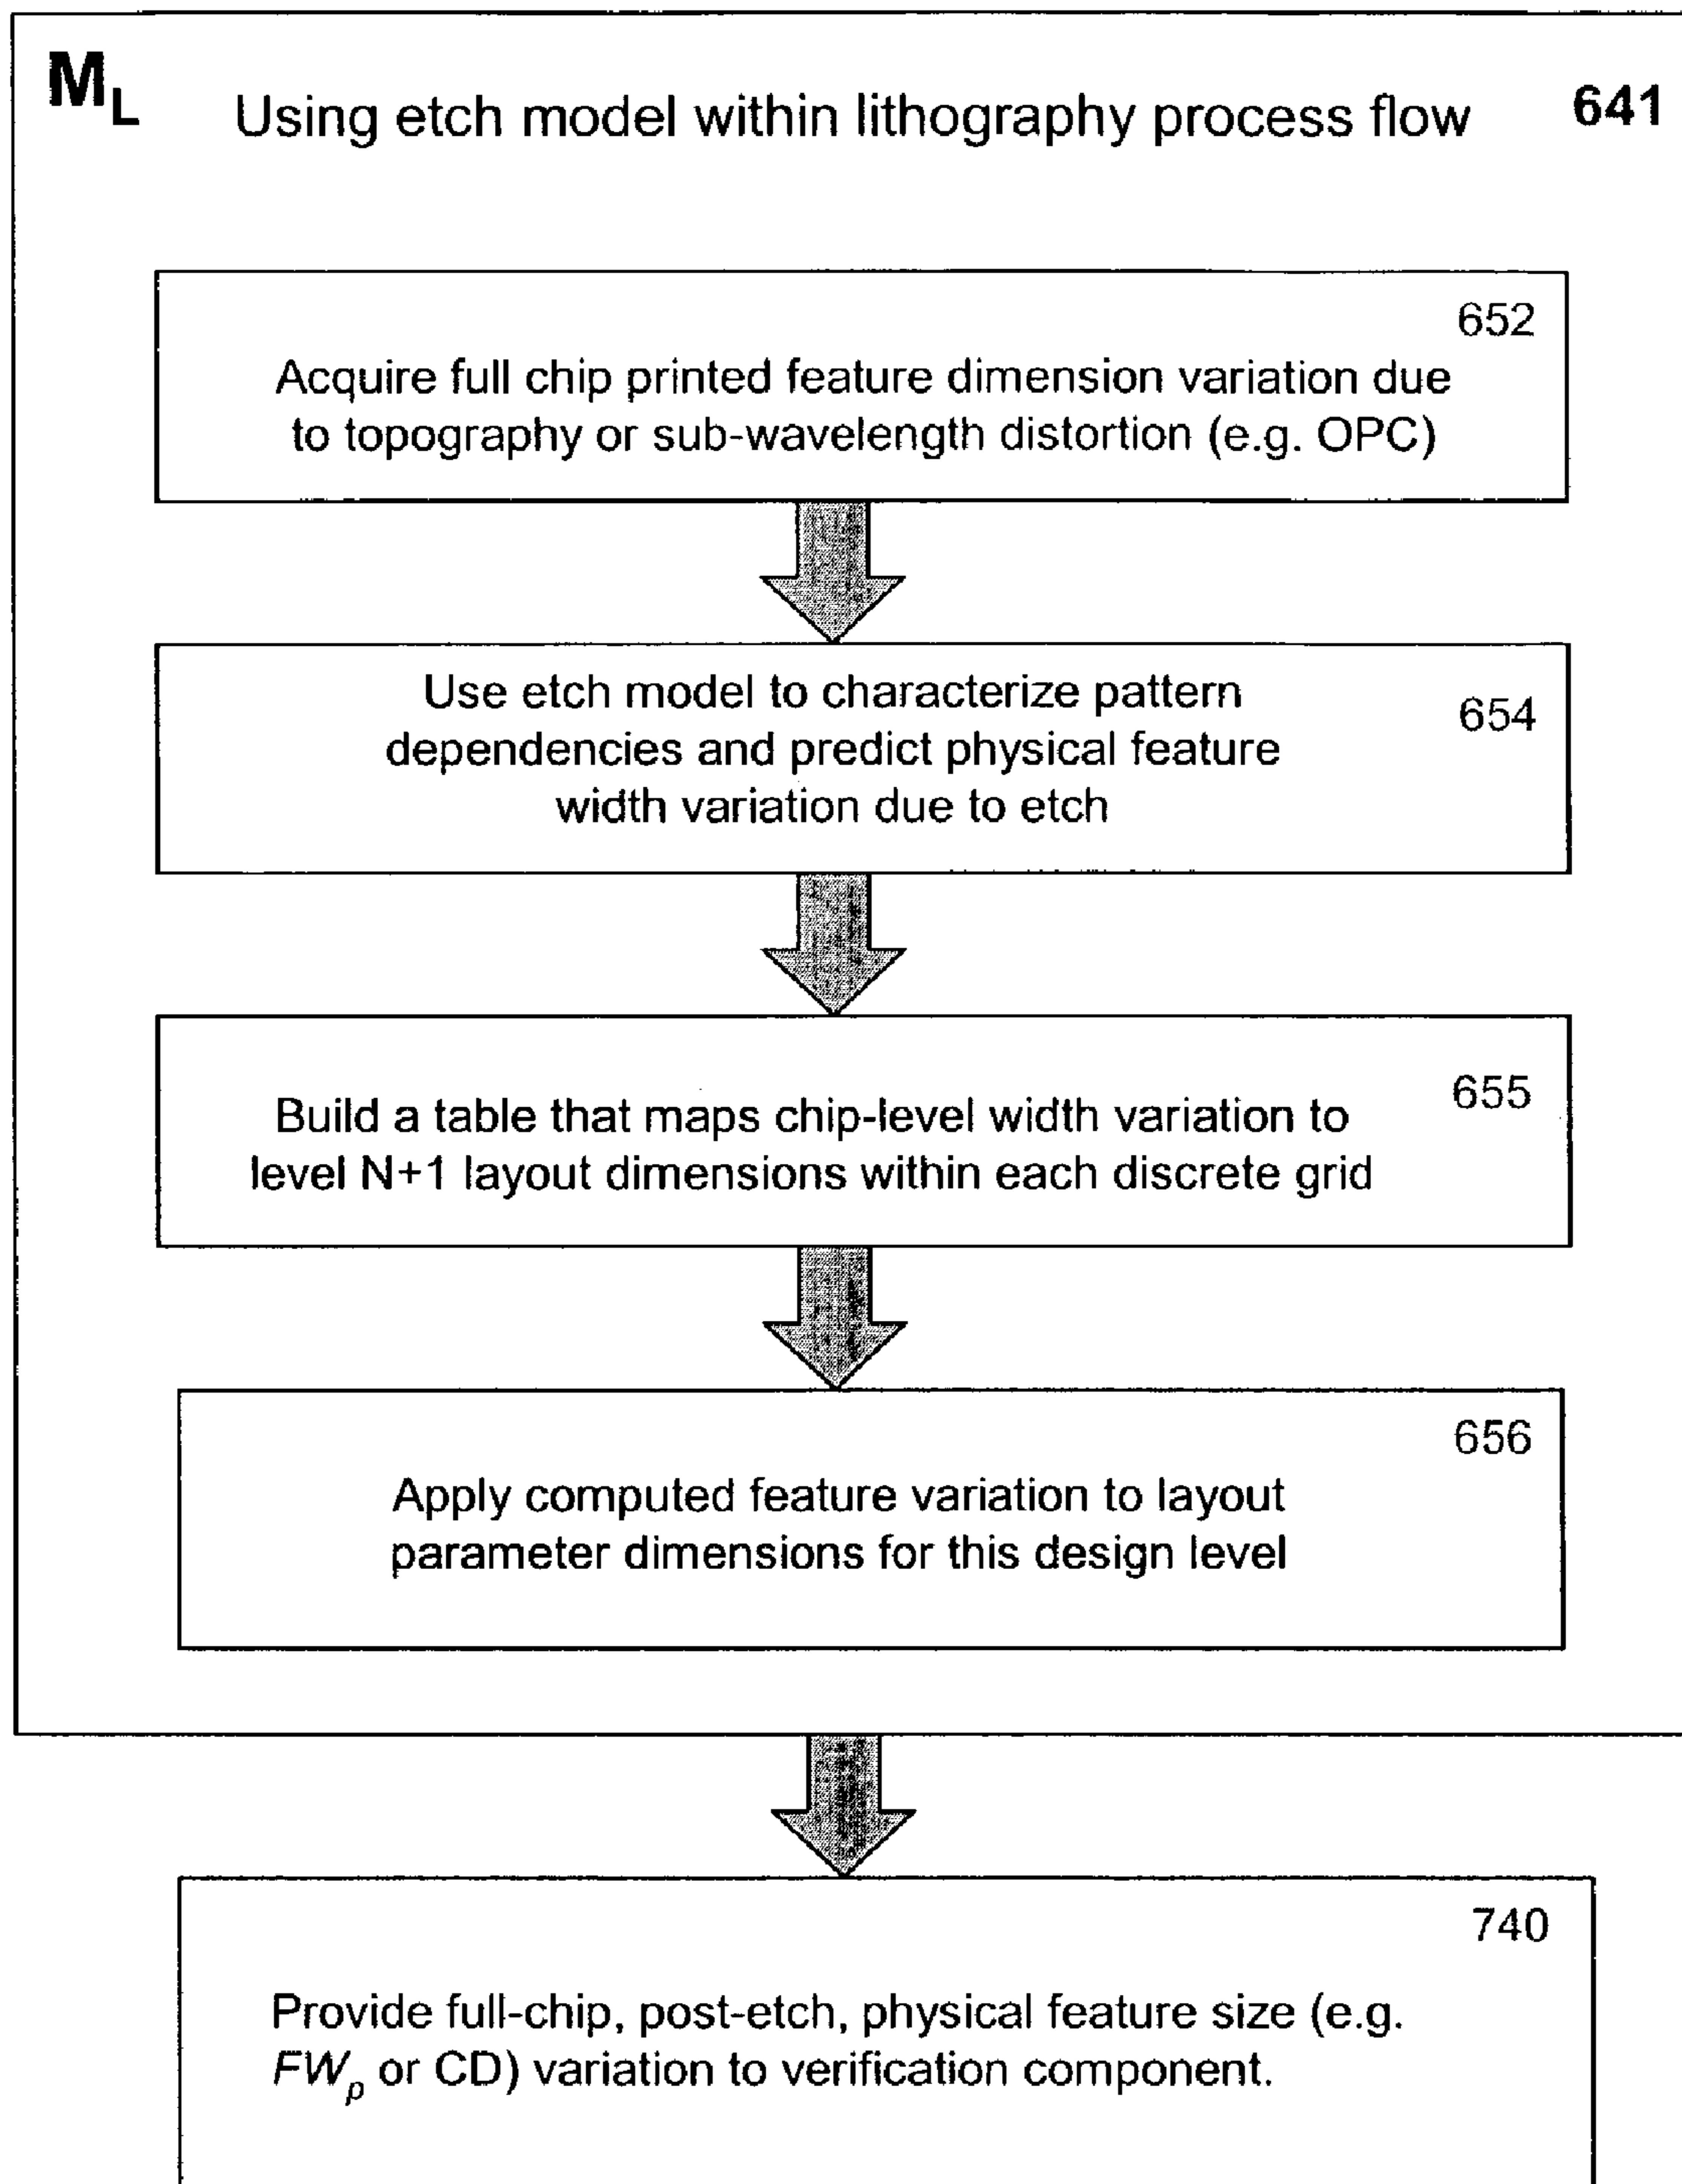 M_L Using etch model within lithography process flow 641
652
Acquire full chip printed feature dimension variation due
to topography or sub-wavelength distortion (e.g. OPC)
Use etch model to characterize pattern
654
dependencies and predict physical feature
width variation due to etch
655
Build a table that maps chip-level width variation to
level N+1 layout dimensions within each discrete grid
656
Apply computed feature variation to layout
parameter dimensions for this design level
740
Provide full-chip, post-etch, physical feature size (e.g.
FW_p or CD) variation to verification component.